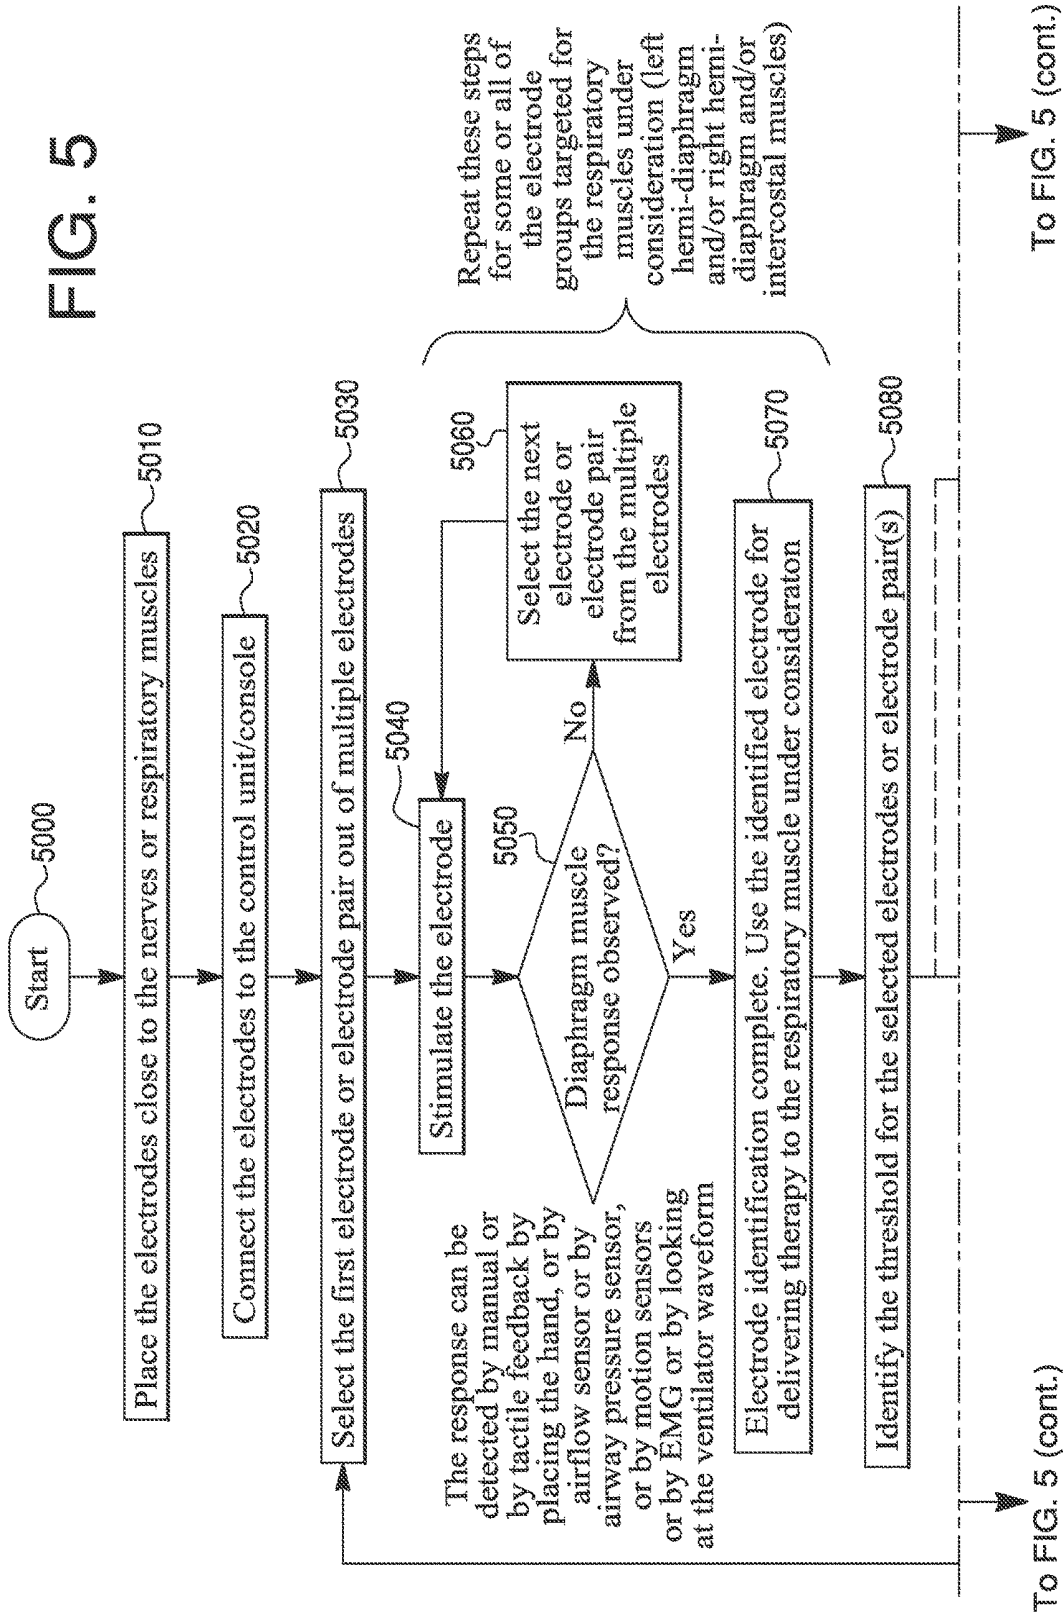 FIG. 5
Start
5000
Place the electrodes close to the nerves or respiratory muscles
5010
Connect the electrodes to the control unit/console
5020
Select the first electrode or electrode pair out of multiple electrodes
5030
Stimulate the electrode
5040
The response can be
detected by manual or
by tactile feedback by
placing the hand, or by
airflow sensor or by
airway pressure sensor,
or by motion sensors
or by EMG or by looking
at the ventilator waveform
Diaphragm muscle
response observed?
5050
No
Yes
Select the next
electrode or
electrode pair
from the multiple
electrodes
5060
Repeat these steps
for some or all of
the electrode
groups targeted for
the respiratory
muscles under
consideration (left
hemi-diaphragm
and/or right hemi-
diaphragm and/or
intercostal muscles)
Electrode identification complete. Use the identified electrode for
delivering therapy to the respiratory muscle under consideraton
5070
Identify the threshold for the selected electrodes or electrode pair(s)
5080
To FIG. 5 (cont.)
To FIG. 5 (cont.)